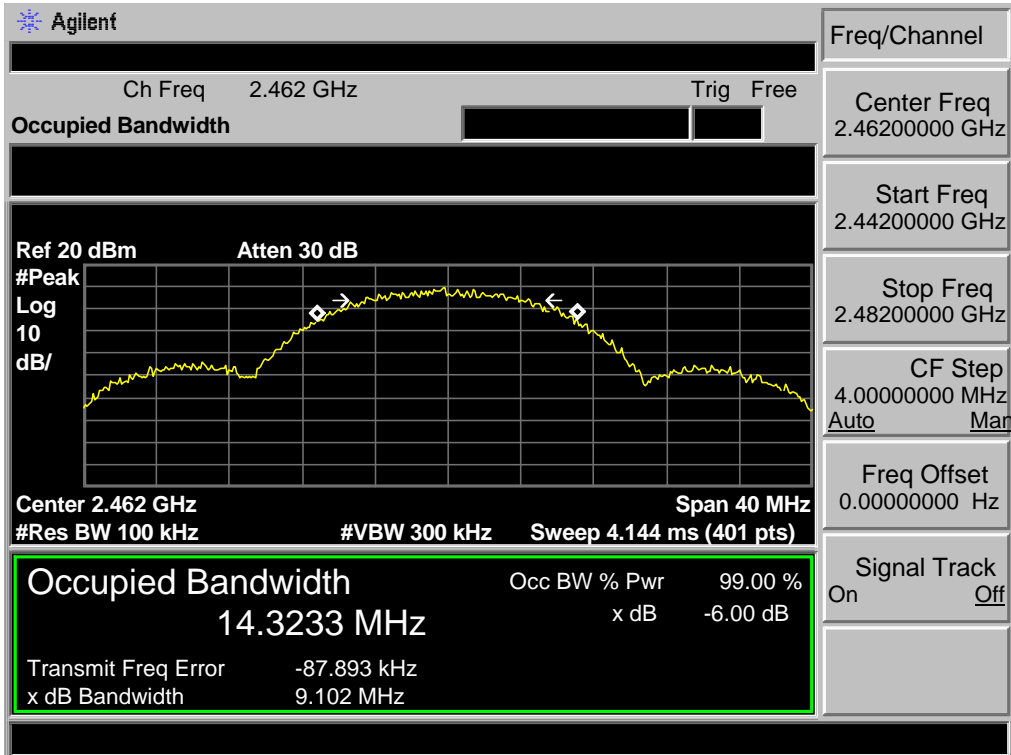 Agilent
Freq/Channel
Ch Freq 2.462 GHz Trig Free
Occupied Bandwidth
Center Freq
2.46200000 GHz
Start Freq
2.44200000 GHz
Stop Freq
2.48200000 GHz
CF Step
4.00000000 MHz
Auto Man
Freq Offset
0.00000000 Hz
Signal Track
On Off
Ref 20 dBm Atten 30 dB
#Peak
Log
10
dB/
Center 2.462 GHz Span 40 MHz
#Res BW 100 kHz #VBW 300 kHz Sweep 4.144 ms (401 pts)
Occupied Bandwidth Occ BW % Pwr 99.00 %
14.3233 MHz x dB -6.00 dB
Transmit Freq Error -87.893 kHz
x dB Bandwidth 9.102 MHz